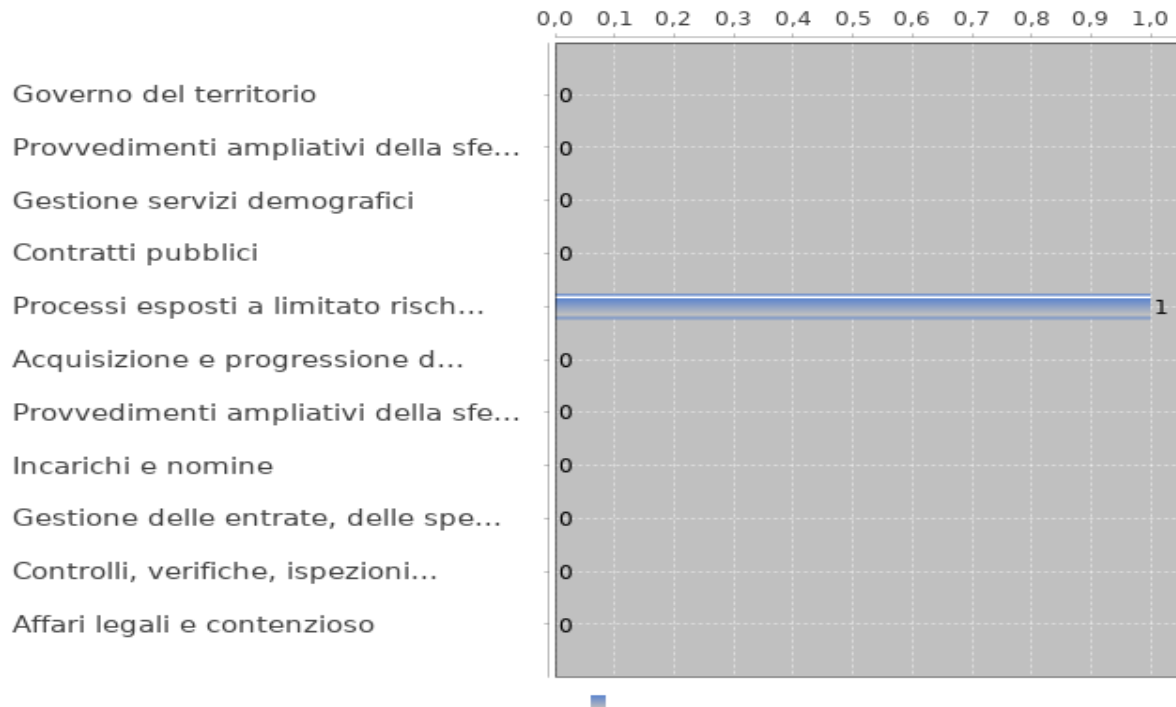 0,0 0,1 0,2 0,3 0,4 0,5 0,6 0,7 0,8 0,9 1,0
Governo del territorio 0
Provvedimenti ampliativi della sfe... 0
Gestione servizi demografici 0
Contratti pubblici 0
Processi esposti a limitato risch... 1
Acquisizione e progressione d... 0
Provvedimenti ampliativi della sfe... 0
Incarichi e nomine 0
Gestione delle entrate, delle spe... 0
Controlli, verifiche, ispezioni... 0
Affari legali e contenzioso 0